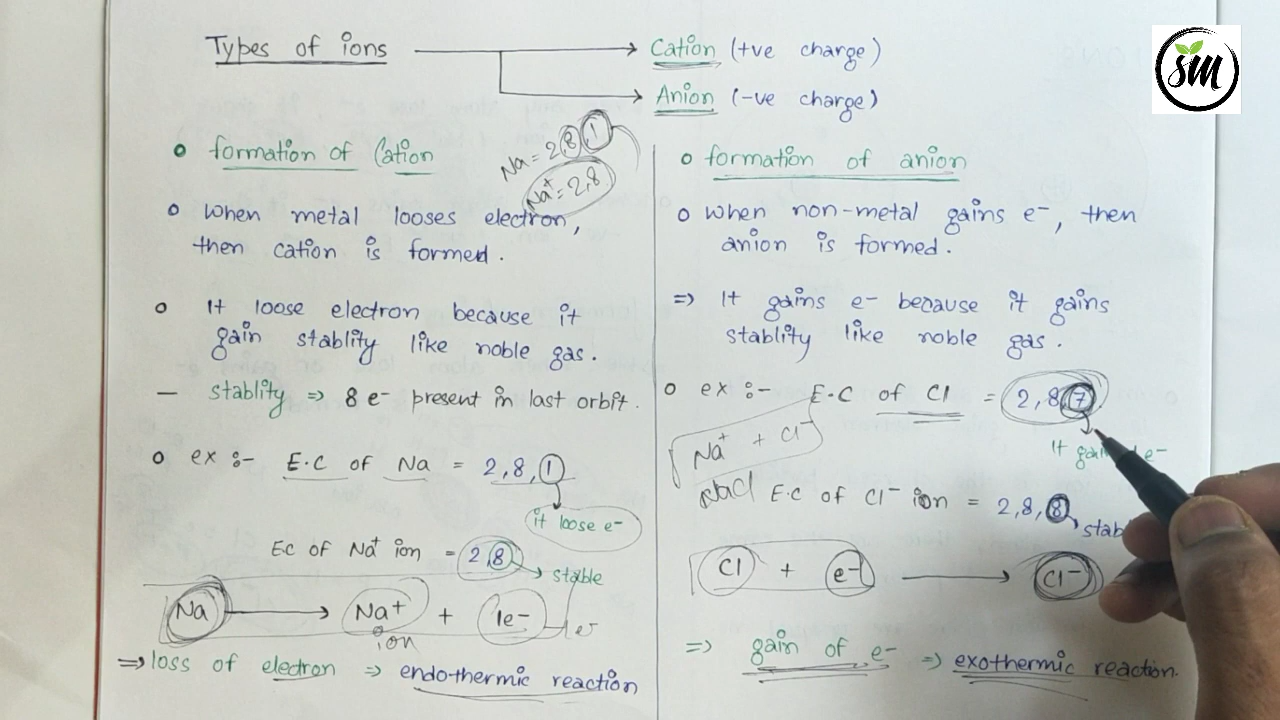 Types of ions
Cation (+ve charge)
Anion (-ve charge)
sm
o formation of Cation
Na = 2 8 1
Na+ = 2,8
o when metal looses electron,
then cation is formed.
o It loose electron because it
gain stablity like noble gas.
— stablity => 8 e- present in last orbit.
o ex :- E.C of Na = 2,8,1
it loose e-
EC of Na+ ion = 2,8
stable
Na → Na+ + 1e-
ion
1e-
=> loss of electron => endothermic reaction
o formation of anion
o when non-metal gains e-, then
anion is formed.
=> It gains e- because it gains
stablity like noble gas.
o ex :- E.C of Cl = 2,8,7
Na+ + Cl-
It e-
NaCl
E.C of Cl- ion = 2,8,8
Cl + e- → Cl-
=> gain of e- => exothermic reaction.